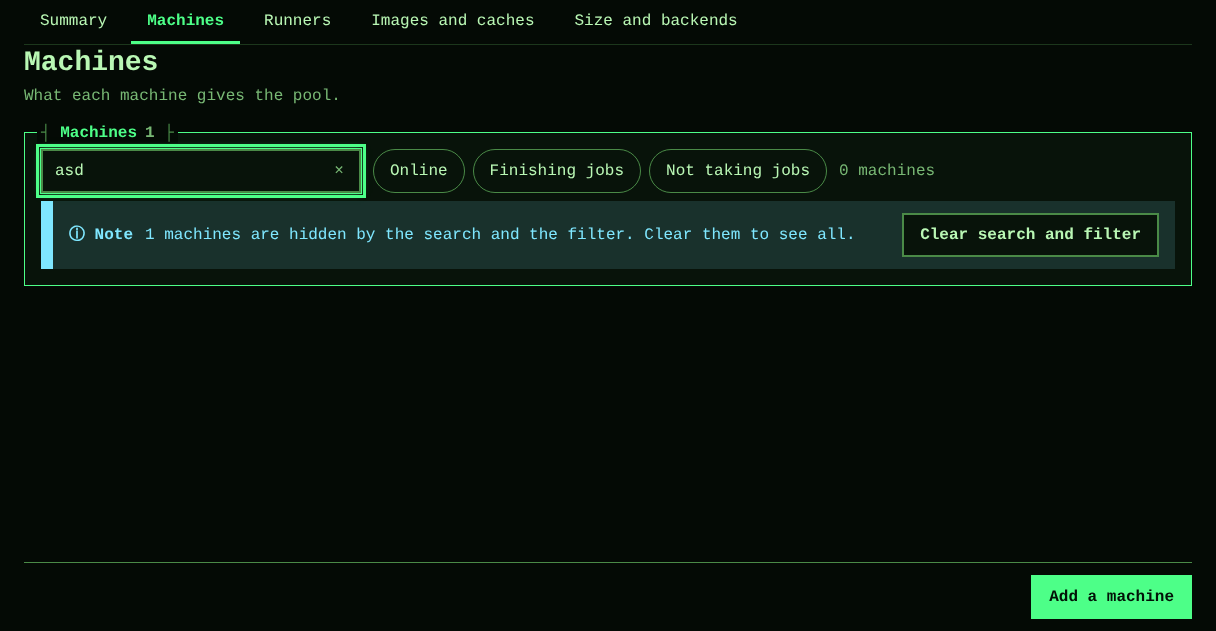 Summary Machines Runners Images and caches Size and backends
Machines
What each machine gives the pool.
Machines 1
asd × Online Finishing jobs Not taking jobs 0 machines
ⓘ Note 1 machines are hidden by the search and the filter. Clear them to see all. Clear search and filter
Add a machine